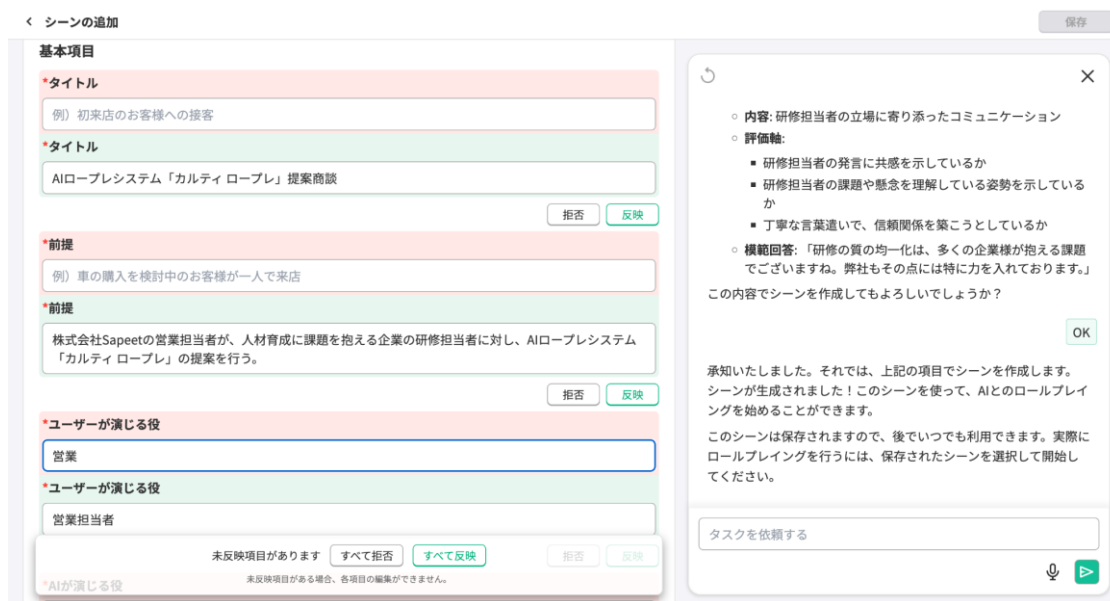 シーンの追加
保存
基本項目
*タイトル
例）初来店のお客様への接客
*タイトル
AIロープレシステム「カルティ ロープレ」提案商談
拒否 反映
*前提
例）車の購入を検討中のお客様が一人で来店
*前提
株式会社Sapeetの営業担当者が、人材育成に課題を抱える企業の研修担当者に対し、AIロープレシステム
「カルティ ロープレ」の提案を行う。
拒否 反映
*ユーザーが演じる役
営業
*ユーザーが演じる役
営業担当者
未反映項目があります すべて拒否 すべて反映 拒否 反映
未反映項目がある場合、各項目の編集ができません。
*AIが演じる役
内容: 研修担当者の立場に寄り添ったコミュニケーション
評価軸:
研修担当者の発言に共感を示しているか
研修担当者の課題や懸念を理解している姿勢を示している
か
丁寧な言葉遣いで、信頼関係を築こうとしているか
模範回答: 「研修の質の均一化は、多くの企業様が抱える課題
でございますね。弊社もその点には特に力を入れております。」
この内容でシーンを作成してもよろしいでしょうか？
OK
承知いたしました。それでは、上記の項目でシーンを作成します。
シーンが生成されました！このシーンを使って、AIとのロールプレイ
ングを始めることができます。
このシーンは保存されますので、後でいつでも利用できます。実際に
ロールプレイングを行うには、保存されたシーンを選択して開始し
てください。
タスクを依頼する